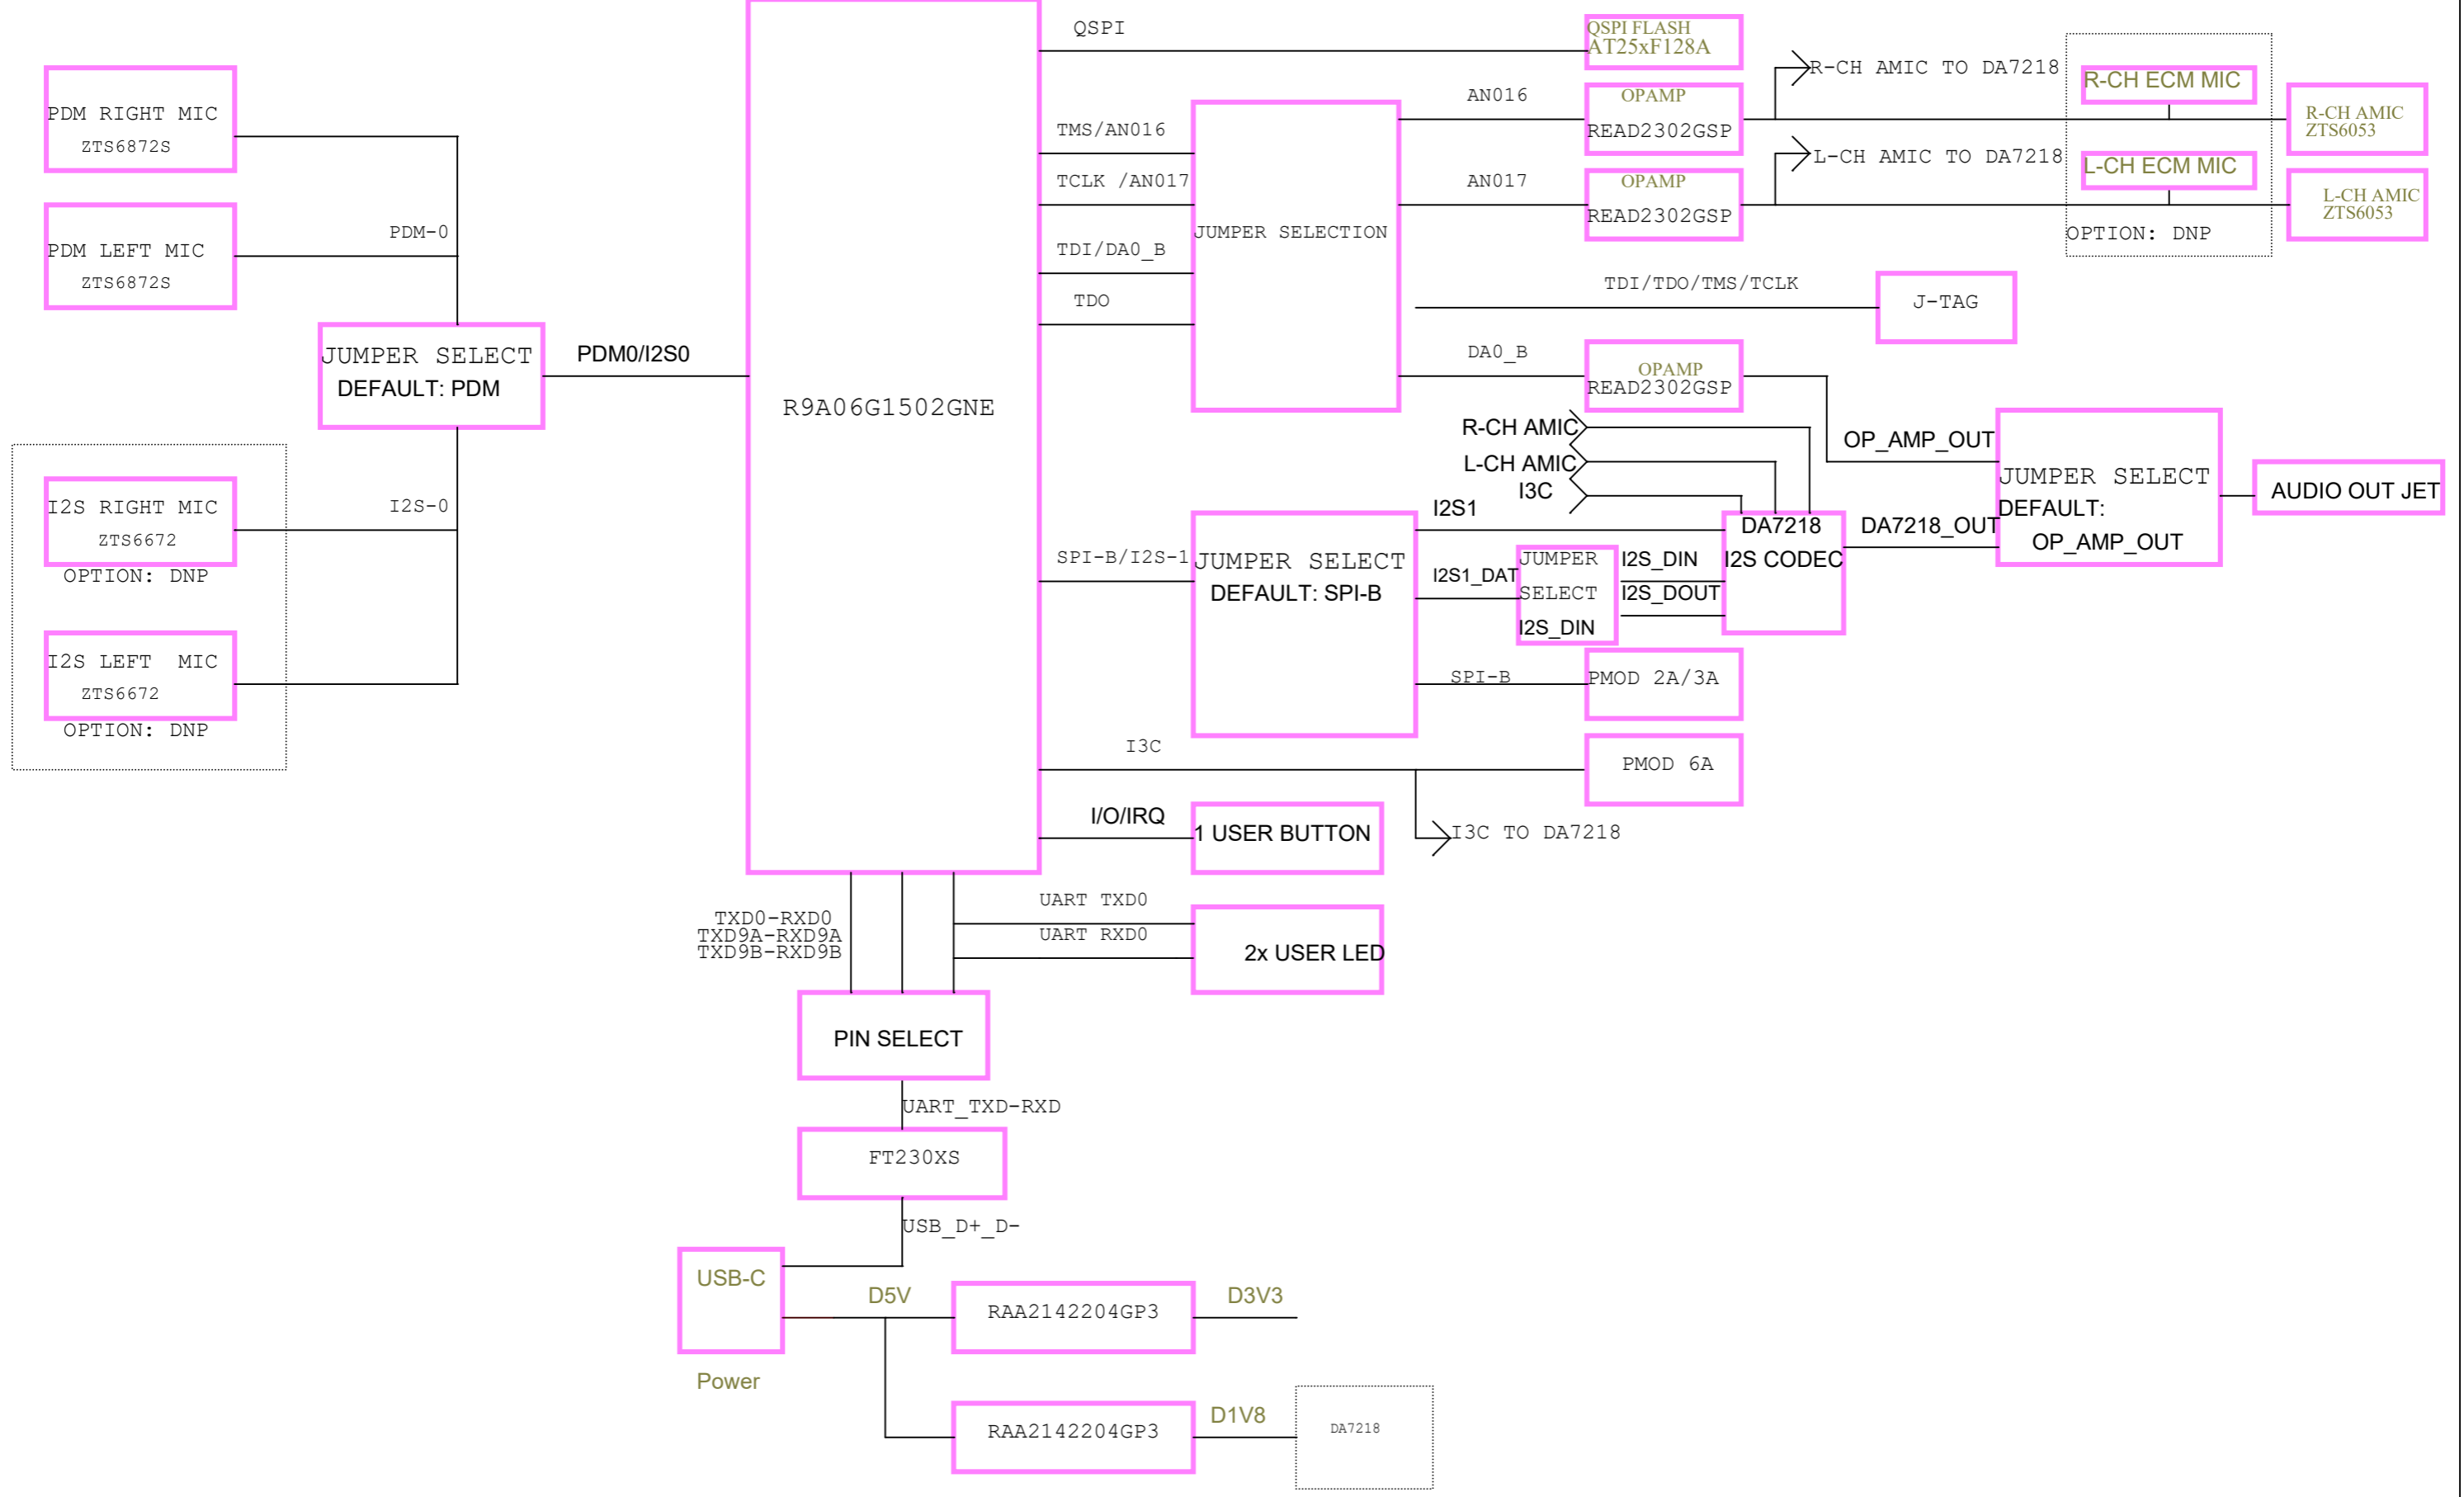 QSPI
QSPI FLASH
AT25xF128A
R-CH AMIC TO DA7218
R-CH ECM MIC
PDM RIGHT MIC
ZTS6872S
TMS/AN016
AN016
OPAMP
READ2302GSP
R-CH AMIC
ZTS6053
L-CH AMIC TO DA7218
L-CH ECM MIC
TCLK /AN017
AN017
OPAMP
READ2302GSP
L-CH AMIC
ZTS6053
OPTION: DNP
PDM LEFT MIC
ZTS6872S
PDM-0
TDI/DA0_B
JUMPER SELECTION
TDO
TDI/TDO/TMS/TCLK
J-TAG
JUMPER SELECT
DEFAULT: PDM
PDM0/I2S0
R9A06G1502GNE
DA0_B
OPAMP
READ2302GSP
R-CH AMIC
L-CH AMIC
I3C
OP_AMP_OUT
JUMPER SELECT
DEFAULT:
OP_AMP_OUT
AUDIO OUT JET
I2S RIGHT MIC
ZTS6672
OPTION: DNP
I2S-0
I2S1
DA7218
I2S CODEC
DA7218_OUT
SPI-B/I2S-1
JUMPER SELECT
DEFAULT: SPI-B
I2S1_DAT
JUMPER
SELECT
I2S_DIN
I2S_DIN
I2S_DOUT
I2S LEFT  MIC
ZTS6672
OPTION: DNP
SPI-B
PMOD 2A/3A
I3C
PMOD 6A
I/O/IRQ
1 USER BUTTON
I3C TO DA7218
TXD0-RXD0
TXD9A-RXD9A
TXD9B-RXD9B
UART TXD0
UART RXD0
2x USER LED
PIN SELECT
UART_TXD-RXD
FT230XS
USB_D+_D-
USB-C
D5V
RAA2142204GP3
D3V3
Power
RAA2142204GP3
D1V8
DA7218